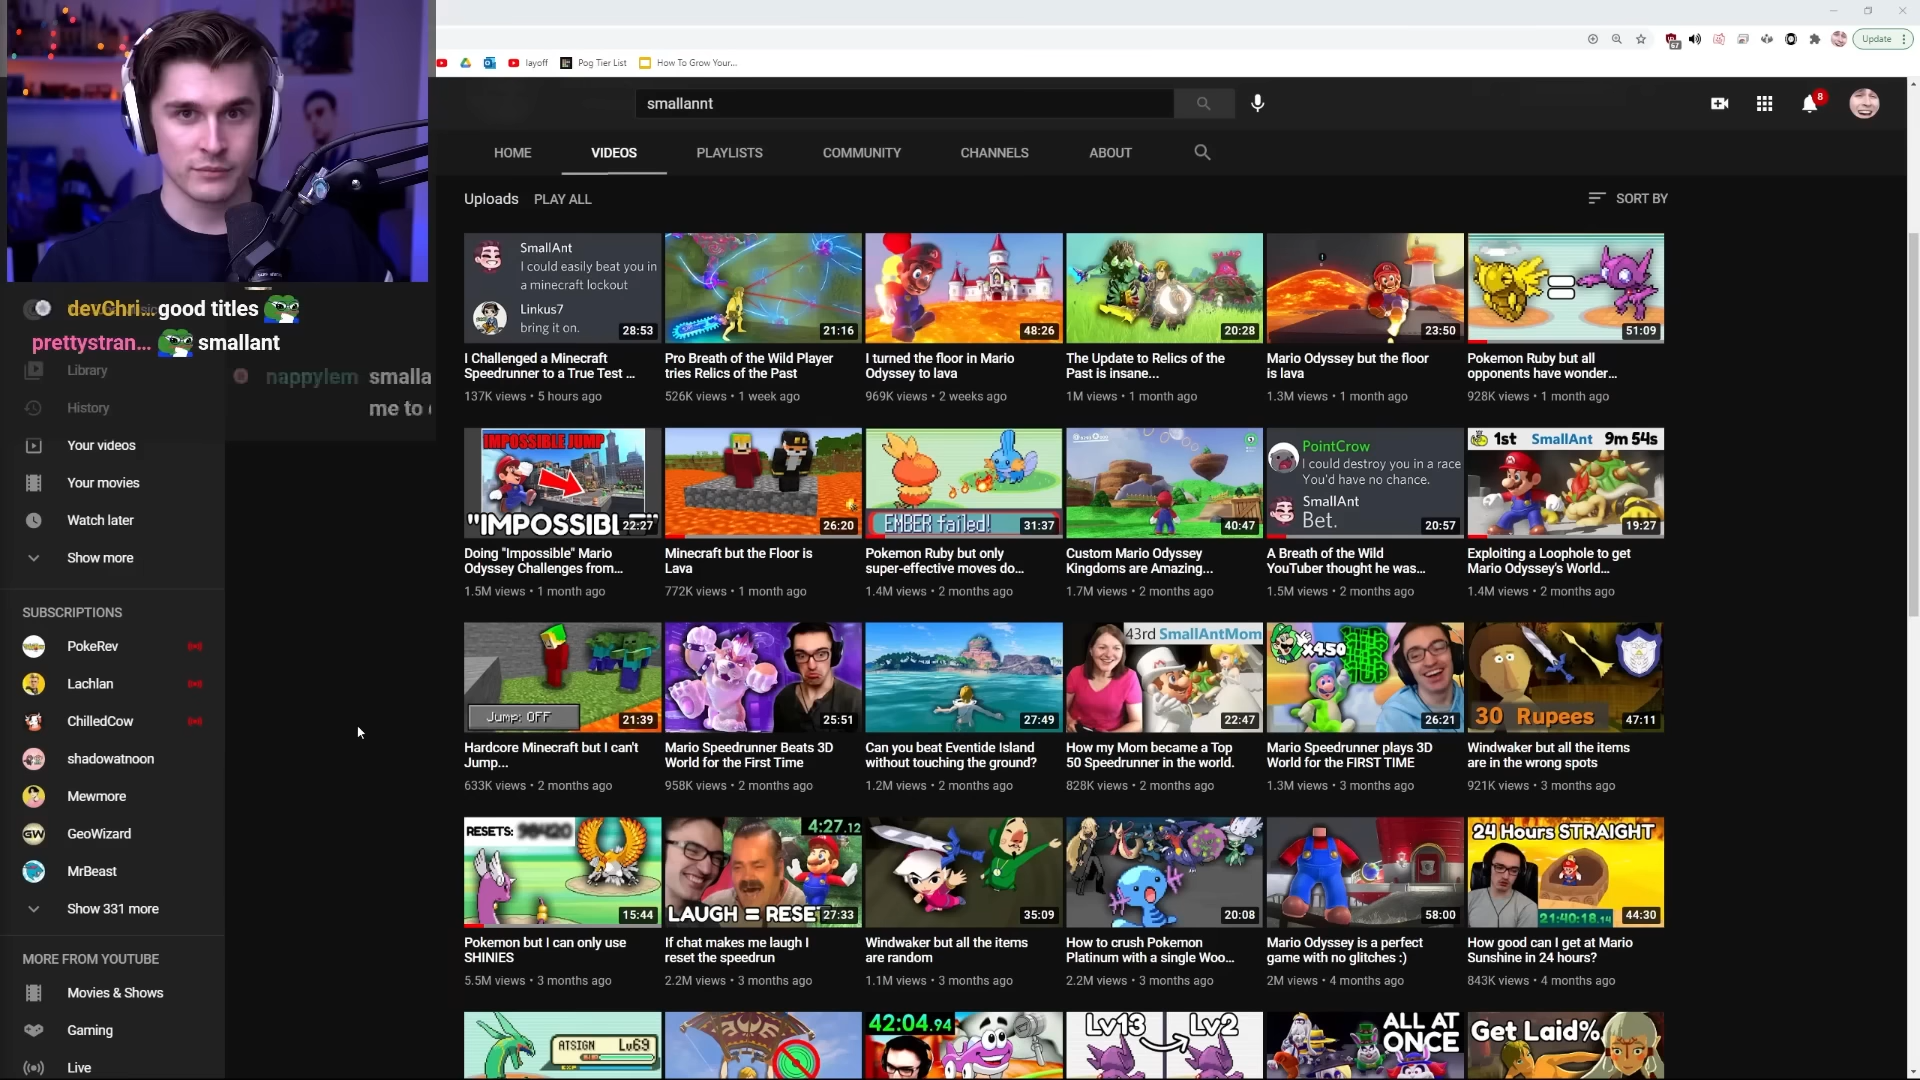 Update
67
layoff
Pog Tier List
How To Grow Your...
smallannt
8
HOME
VIDEOS
PLAYLISTS
COMMUNITY
CHANNELS
ABOUT
Uploads
PLAY ALL
SORT BY
devChri... good titles
prettystran... smallant
nappylem smalla
me to
Library
History
Your videos
Your movies
Watch later
Show more
SUBSCRIPTIONS
PokeRev
Lachlan
ChilledCow
shadowatnoon
Mewmore
GW
GeoWizard
MrBeast
Show 331 more
MORE FROM YOUTUBE
Movies & Shows
Gaming
Live
SmallAnt
I could easily beat you in
a minecraft lockout
Linkus7
bring it on.
28:53
I Challenged a Minecraft
Speedrunner to a True Test ...
137K views • 5 hours ago
21:16
Pro Breath of the Wild Player
tries Relics of the Past
526K views • 1 week ago
48:26
I turned the floor in Mario
Odyssey to lava
969K views • 2 weeks ago
20:28
The Update to Relics of the
Past is insane...
1M views • 1 month ago
23:50
Mario Odyssey but the floor
is lava
1.3M views • 1 month ago
51:09
Pokemon Ruby but all
opponents have wonder...
928K views • 1 month ago
IMPOSSIBLE JUMP
"IMPOSSIBLE"
22:27
Doing "Impossible" Mario
Odyssey Challenges from...
1.5M views • 1 month ago
26:20
Minecraft but the Floor is
Lava
772K views • 1 month ago
EMBER failed!
31:37
Pokemon Ruby but only
super-effective moves do...
1.4M views • 2 months ago
40:47
Custom Mario Odyssey
Kingdoms are Amazing...
1.7M views • 2 months ago
PointCrow
I could destroy you in a race
You'd have no chance.
SmallAnt
Bet.
20:57
A Breath of the Wild
YouTuber thought he was...
1.5M views • 2 months ago
1st SmallAnt 9m 54s
19:27
Exploiting a Loophole to get
Mario Odyssey's World...
1.4M views • 2 months ago
Jump: OFF
21:39
Hardcore Minecraft but I can't
Jump...
633K views • 2 months ago
25:51
Mario Speedrunner Beats 3D
World for the First Time
958K views • 2 months ago
27:49
Can you beat Eventide Island
without touching the ground?
1.2M views • 2 months ago
43rd SmallAntMom
22:47
How my Mom became a Top
50 Speedrunner in the world.
828K views • 2 months ago
x450
26:21
Mario Speedrunner plays 3D
World for the FIRST TIME
1.3M views • 3 months ago
30 Rupees
47:11
Windwaker but all the items
are in the wrong spots
921K views • 3 months ago
RESETS:
15:44
Pokemon but I can only use
SHINIES
5.5M views • 3 months ago
4:27.12
LAUGH = RESET
27:33
If chat makes me laugh I
reset the speedrun
2.2M views • 3 months ago
35:09
Windwaker but all the items
are random
1.1M views • 3 months ago
20:08
How to crush Pokemon
Platinum with a single Woo...
2.2M views • 3 months ago
58:00
Mario Odyssey is a perfect
game with no glitches :)
2M views • 4 months ago
24 Hours STRAIGHT
21:40:18.14
44:30
How good can I get at Mario
Sunshine in 24 hours?
843K views • 4 months ago
ATSIGN Lv69
42:04.94
Lv13
Lv2
ALL AT
ONCE
Get Laid%